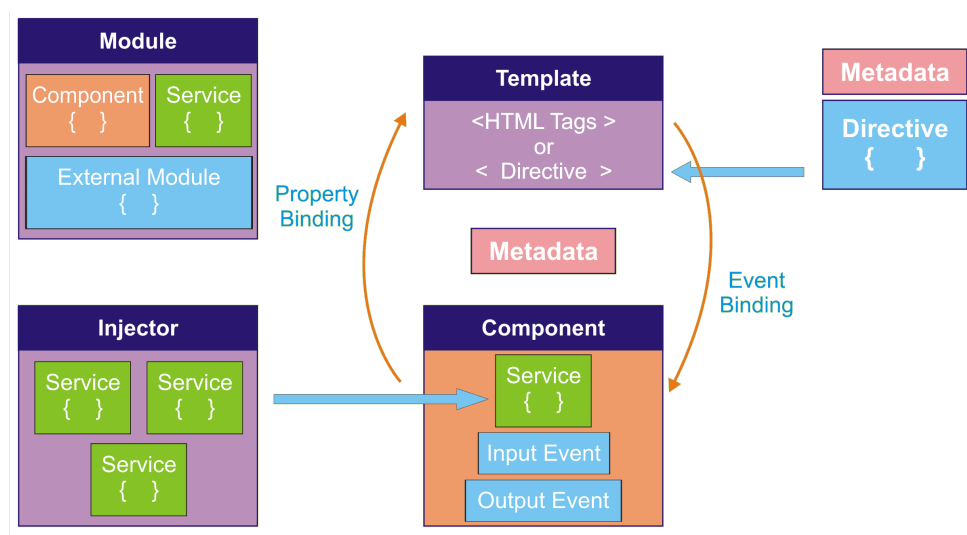 Module
Component
{ }
Service
{ }
External Module
{ }
Template
<HTML Tags >
or
< Directive >
Metadata
Directive
{ }
Property
Binding
Metadata
Event
Binding
Injector
Service
{ }
Service
{ }
Service
{ }
Component
Service
{ }
Input Event
Output Event